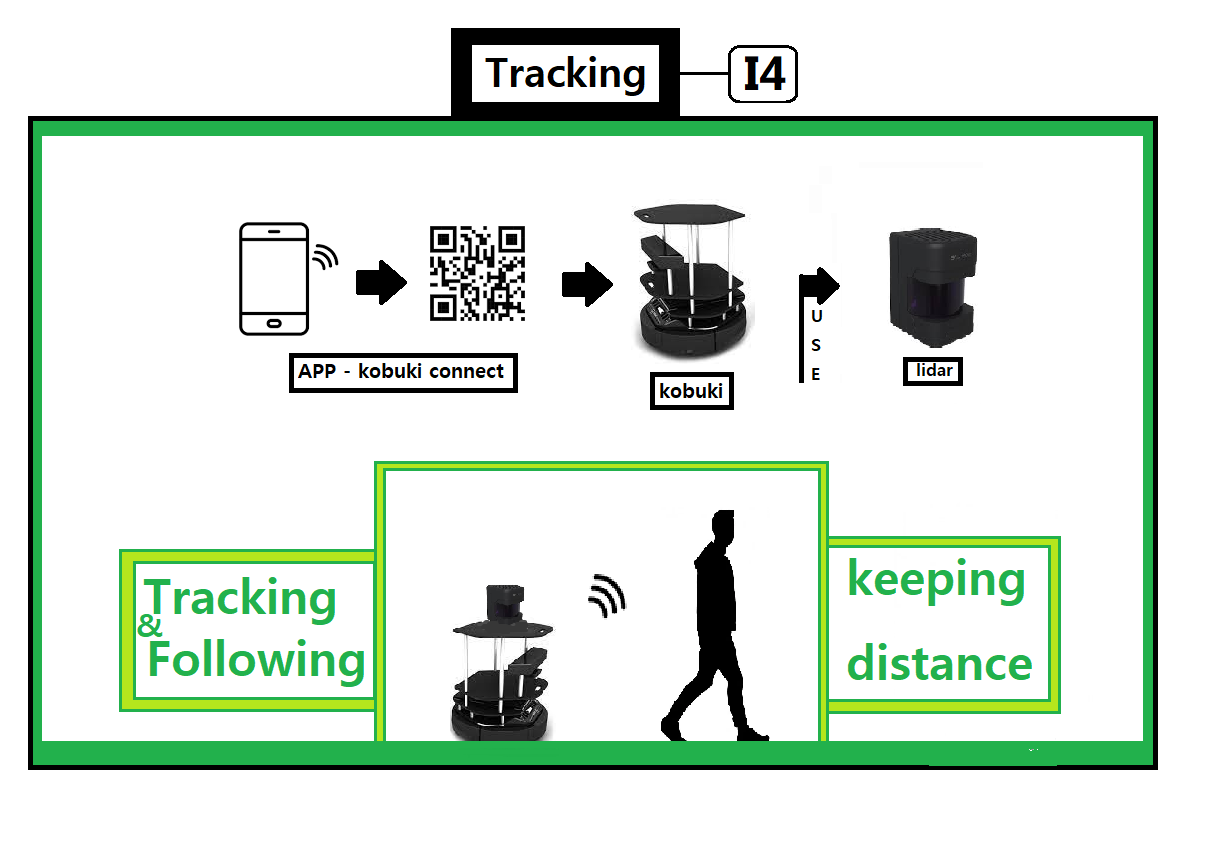 Tracking
I4
APP - kobuki connect
kobuki
U
S
E
lidar
Tracking
&
Following
keeping
distance